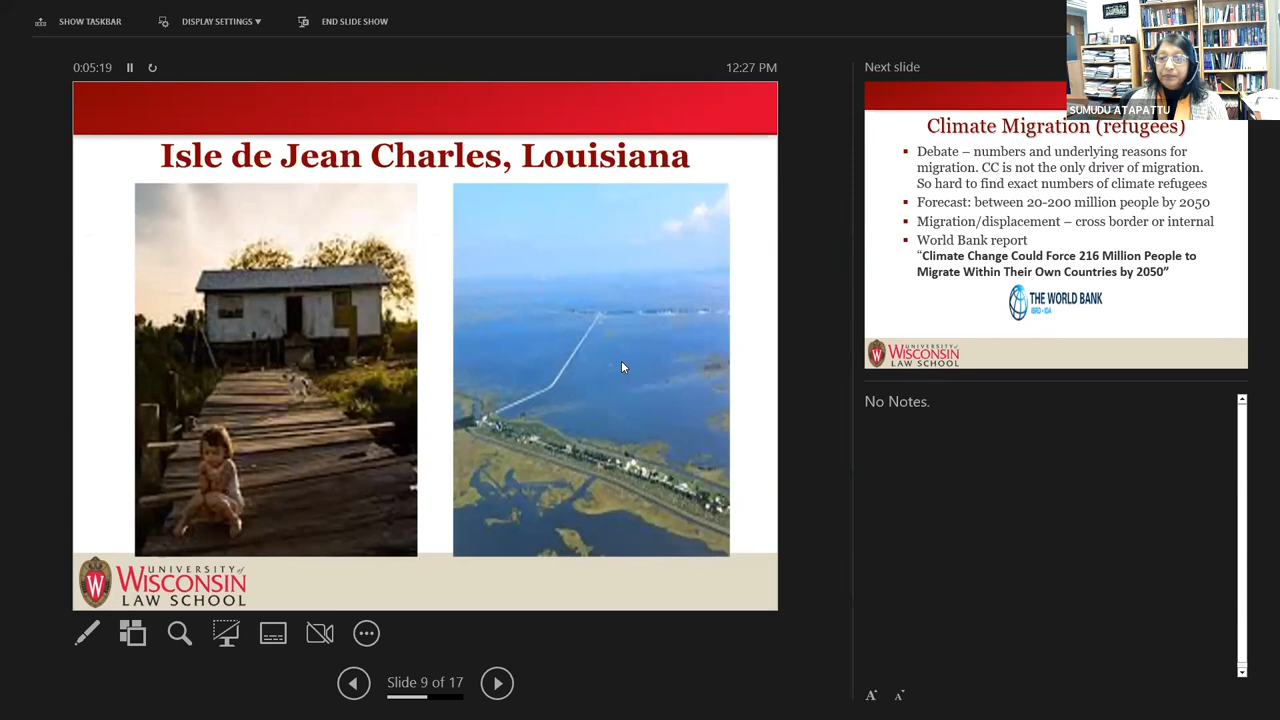 SHOW TASKBAR
DISPLAY SETTINGS ▼
END SLIDE SHOW
0:05:19
12:27 PM
Isle de Jean Charles, Louisiana
UNIVERSITY of
WISCONSIN
LAW SCHOOL
W
Slide 9 of 17
Next slide
SUMUDU ATAPATTU
Climate Migration (refugees)
Debate – numbers and underlying reasons for
migration. CC is not the only driver of migration.
So hard to find exact numbers of climate refugees
Forecast: between 20-200 million people by 2050
Migration/displacement – cross border or internal
World Bank report
“Climate Change Could Force 216 Million People to
Migrate Within Their Own Countries by 2050”
THE WORLD BANK
IBRD • IDA
UNIVERSITY of
WISCONSIN
LAW SCHOOL
W
No Notes.
A
A